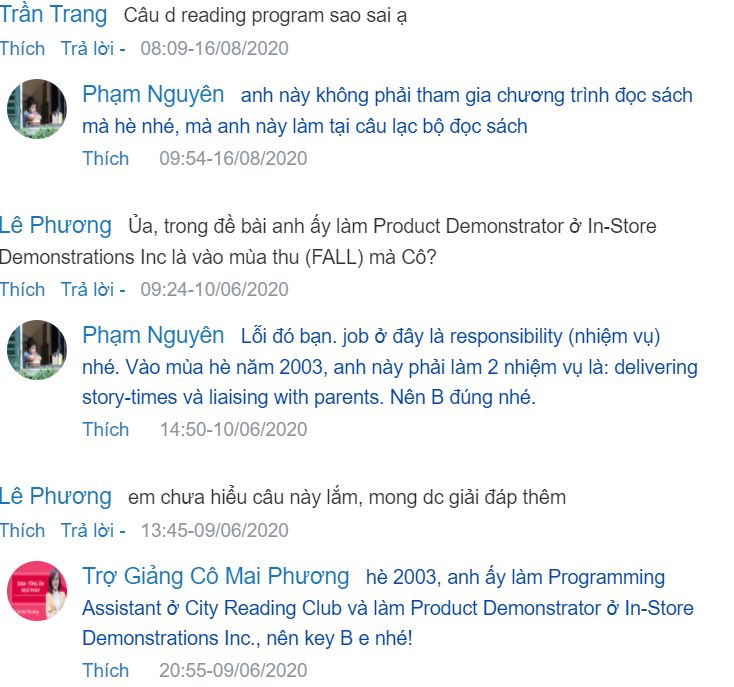 Trần Trang Câu d reading program sao sai ạ
Thích Trả lời - 08:09-16/08/2020
Phạm Nguyên anh này không phải tham gia chương trình đọc sách
mà hè nhé, mà anh này làm tại câu lạc bộ đọc sách
Thích 09:54-16/08/2020
Lê Phương Ủa, trong đề bài anh ấy làm Product Demonstrator ở In-Store
Demonstrations Inc là vào mùa thu (FALL) mà Cô?
Thích Trả lời - 09:24-10/06/2020
Phạm Nguyên Lỗi đó bạn. job ở đây là responsibility (nhiệm vụ)
nhé. Vào mùa hè năm 2003, anh này phải làm 2 nhiệm vụ là: delivering
story-times và liaising with parents. Nên B đúng nhé.
Thích 14:50-10/06/2020
Lê Phương em chưa hiểu câu này lắm, mong dc giải đáp thêm
Thích Trả lời - 13:45-09/06/2020
Trợ Giảng Cô Mai Phương hè 2003, anh ấy làm Programming
Assistant ở City Reading Club và làm Product Demonstrator ở In-Store
Demonstrations Inc., nên key B e nhé!
Thích 20:55-09/06/2020